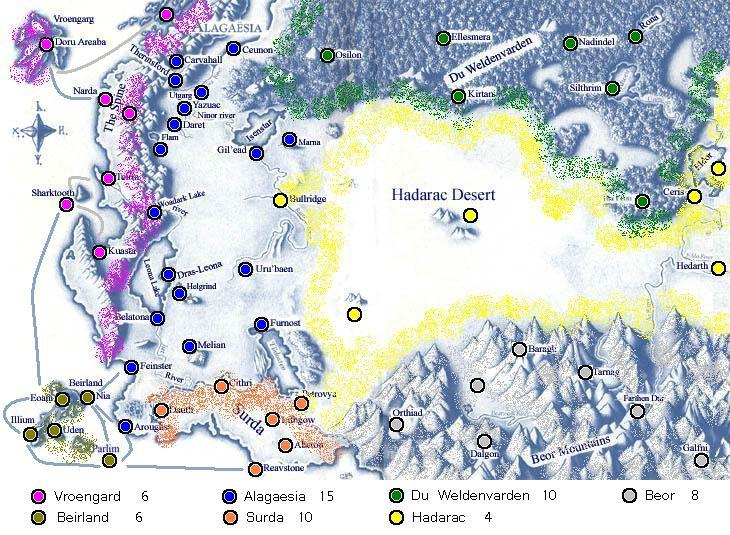 Vroengard
ALAGAËSIA
Doru Areaba
Ceunon
Ellesmera
Nadindel
Rona
Osilon
Carvahall
Therinsford
Du Weldenvarden
Narda
The Spine
Utgard
Yazuac
Kirtan
Silthrim
Ninor river
Daret
Isenstar
Flam
Marna
Gil'ead
Eldor
Teirm
Ceris
Sharktooth
Woadark Lake
river
Bullridge
Hadarac Desert
Kuasta
Leona Lake
Dras-Leona
Uru'baen
Hedarth
Helgrind
Belatona
Furnost
Melian
Baragh
Feinster
River
Tarnag
Beirland
Cithri
Eoam
Nia
Petrovya
Dauth
Surda
Farthen Dur
Illium
Uden
Aroughs
Lithgow
Orthiad
Parlim
Aberon
Dalgon
Beor Mountains
Galfni
Reavstone
Vroengard 6
Alagaesia 15
Du Weldenvarden 10
Beor 8
Beirland 6
Surda 10
Hadarac 4